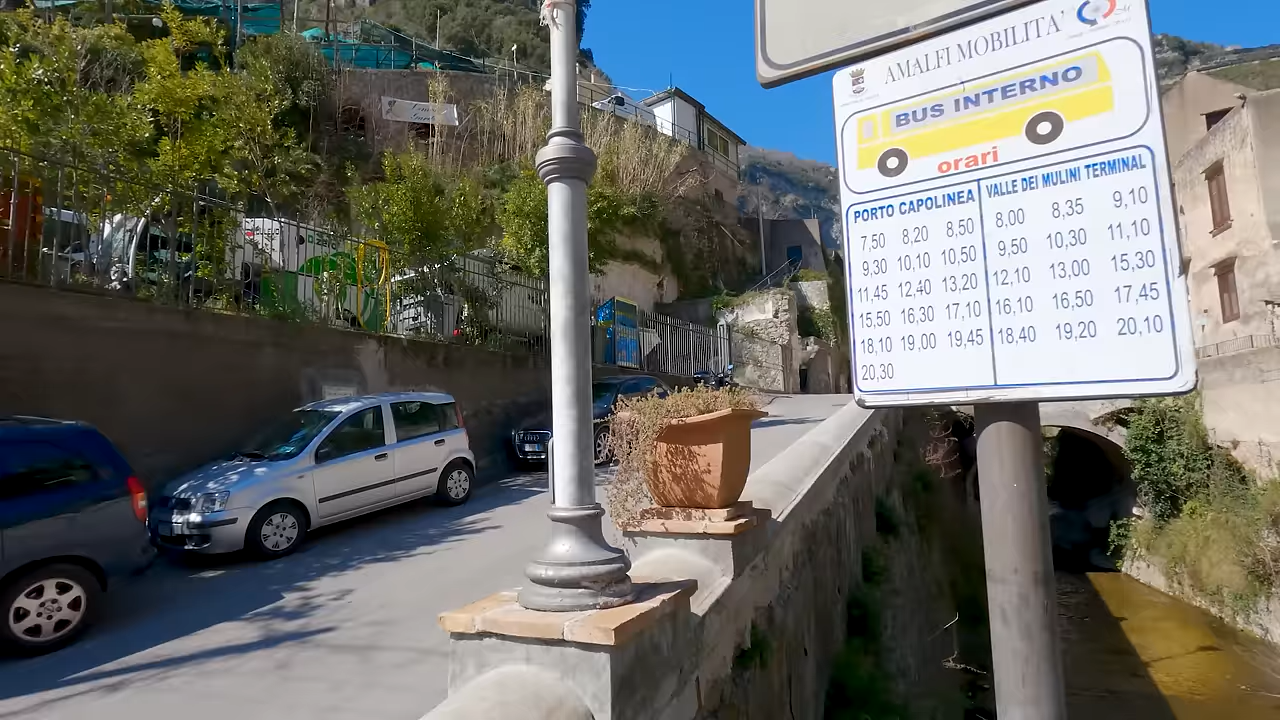 AMALFI MOBILITA'
BUS INTERNO
orari
PORTO CAPOLINEA
7,50 8,20 8,50
9,30 10,10 10,50
11,45 12,40 13,20
15,50 16,30 17,10
18,10 19,00 19,45
20,30
VALLE DEI MULINI TERMINAL
8,00 8,35 9,10
9,50 10,30 11,10
12,10 13,00 15,30
16,10 16,50 17,45
18,40 19,20 20,10